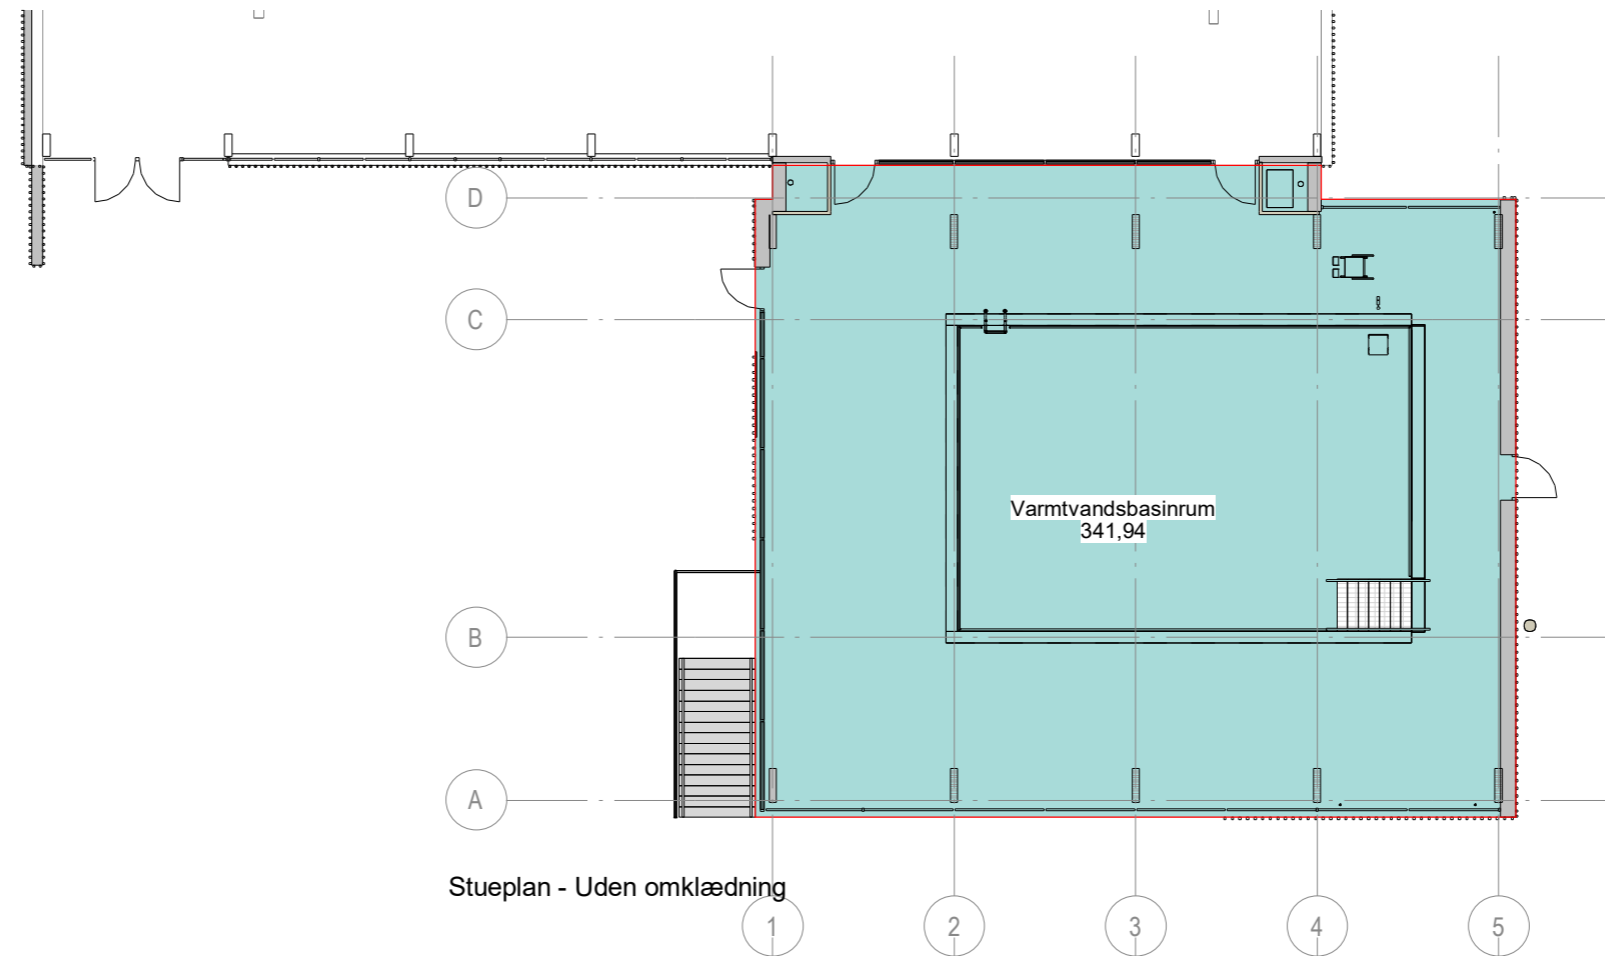 D
C
Varmtvandsbasinrum
341,94
B
A
Stueplan - Uden omklædning
1 2 3 4 5